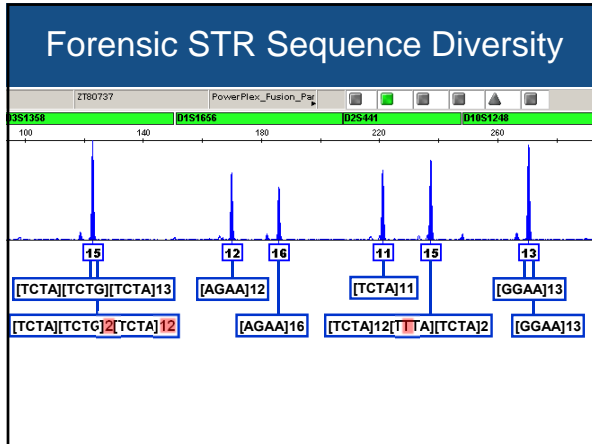 Forensic STR Sequence Diversity
ZT80737 PowerPlex_Fusion_Par
D3S1358 D1S1656 D2S441 D10S1248
100 140 180 220 260
15 12 16 11 15 13
[TCTA][TCTG][TCTA]13 [AGAA]12 [TCTA]11 [GGAA]13
[TCTA][TCTG]2[TCTA]12 [AGAA]16 [TCTA]12[TTTA][TCTA]2 [GGAA]13